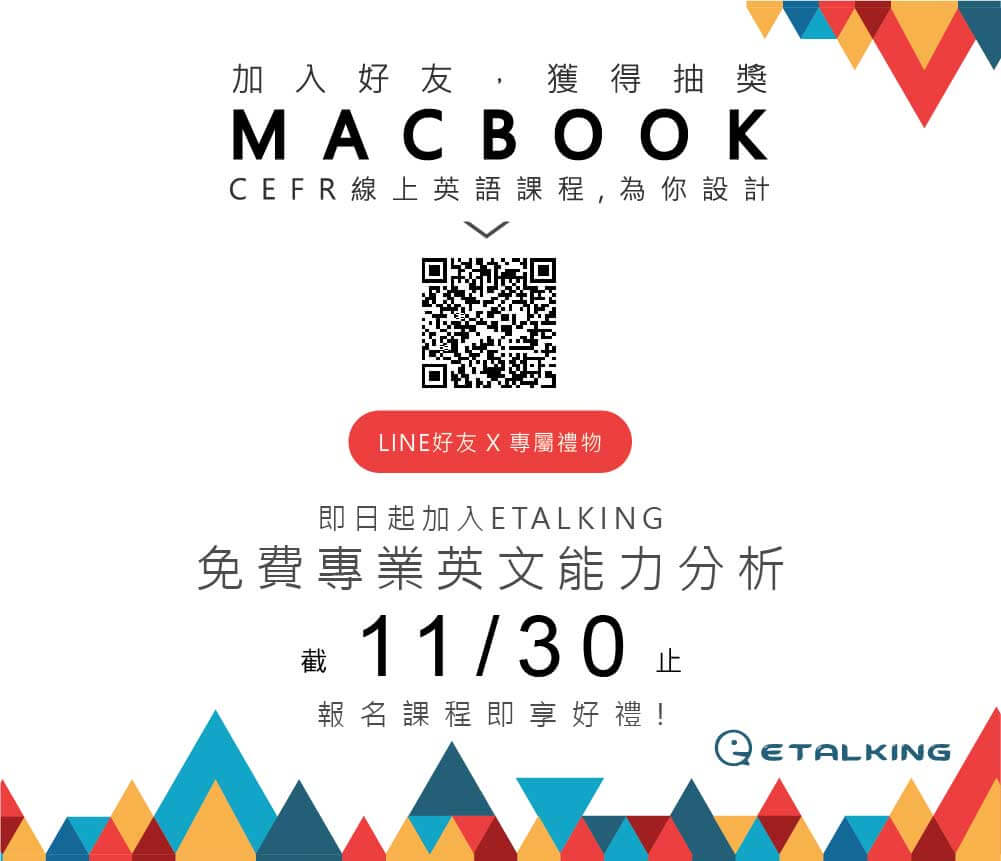 加入好友，獲得抽獎
MACBOOK
CEFR線上英語課程,為你設計
LINE好友 X 專屬禮物
即日起加入ETALKING
免費專業英文能力分析
截 11/30 止
報名課程即享好禮!
ETALKING